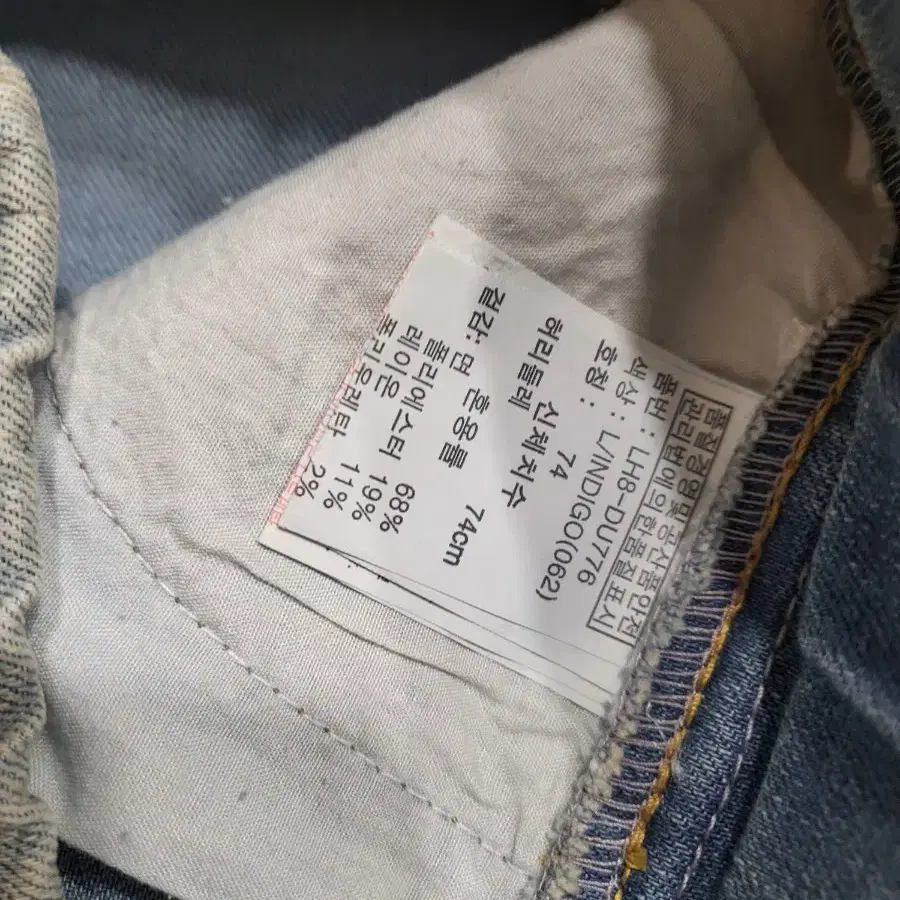 품질경영 및 공산품안전
관리법에 의한 품질표시
품번 : LH8-DU776
색상 : L/INDIGO(062)
호칭 : 74
허리둘레 신체치수 74cm
겉감: 면 혼용률 68%
폴리에스터 19%
레이온 11%
폴리우레탄 2%